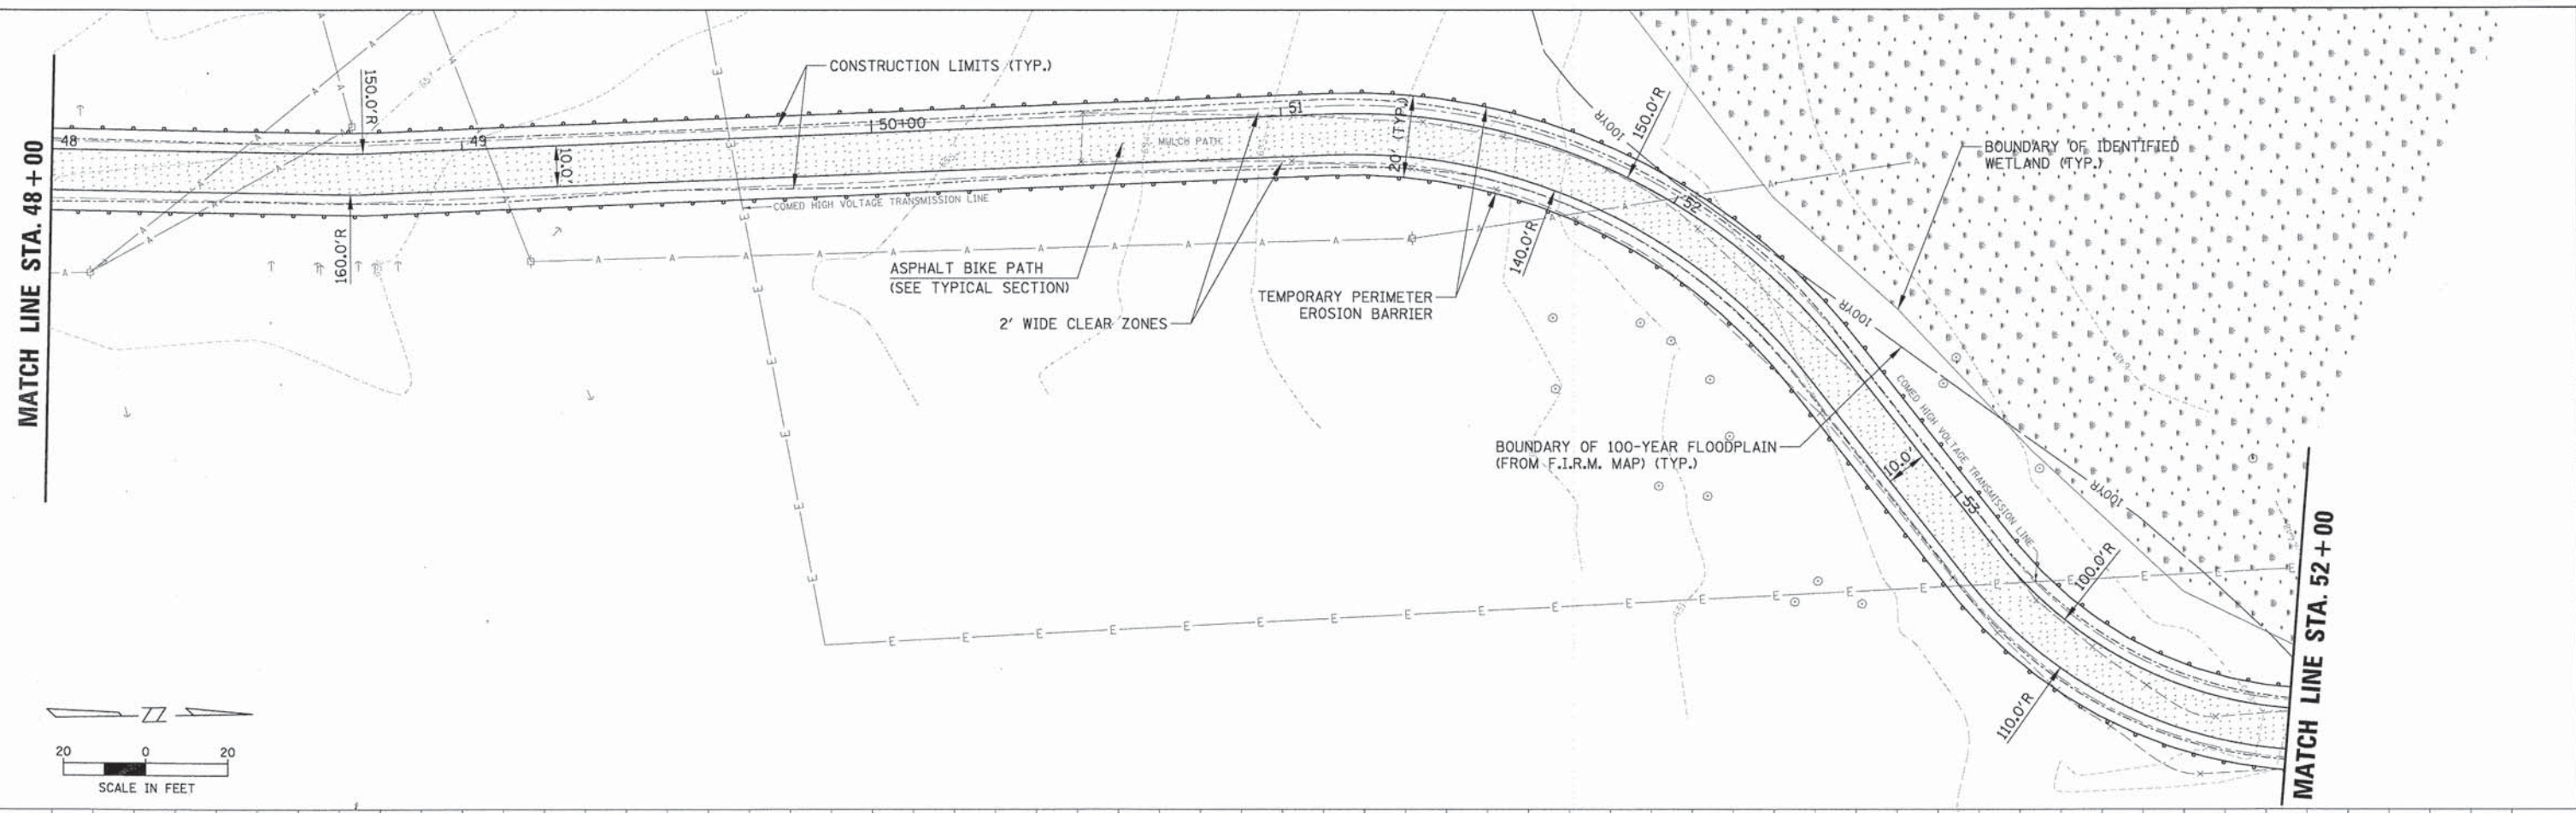 MATCH LINE STA. 48+00
48
150.0'R
160.0'R
49
10.0'
CONSTRUCTION LIMITS (TYP.)
50+00
COMED HIGH VOLTAGE TRANSMISSION LINE
MULCH PATH
51
20' (TYP.)
ASPHALT BIKE PATH
(SEE TYPICAL SECTION)
2' WIDE CLEAR ZONES
TEMPORARY PERIMETER
EROSION BARRIER
140.0'R
100YR
150.0'R
52
BOUNDARY OF IDENTIFIED
WETLAND (TYP.)
100YR
BOUNDARY OF 100-YEAR FLOODPLAIN
(FROM F.I.R.M. MAP) (TYP.)
COMED HIGH VOLTAGE TRANSMISSION LINE
10.0'
53
100YR
100.0'R
110.0'R
MATCH LINE STA. 52+00
20 0 20
SCALE IN FEET